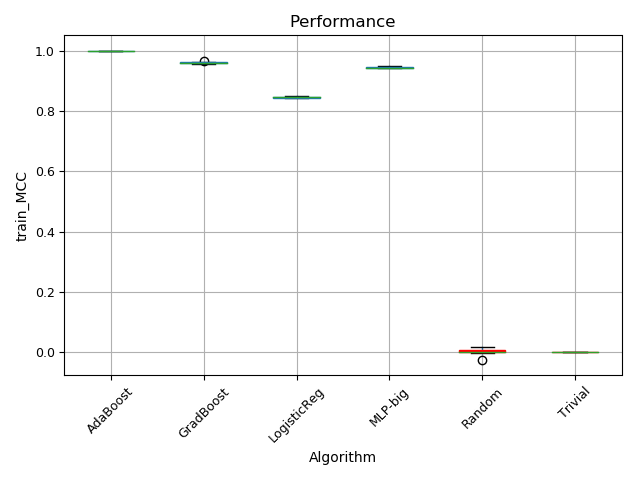 Performance
train_MCC
1.0
0.8
0.6
0.4
0.2
0.0
AdaBoost
GradBoost
LogisticReg
MLP-big
Random
Trivial
Algorithm